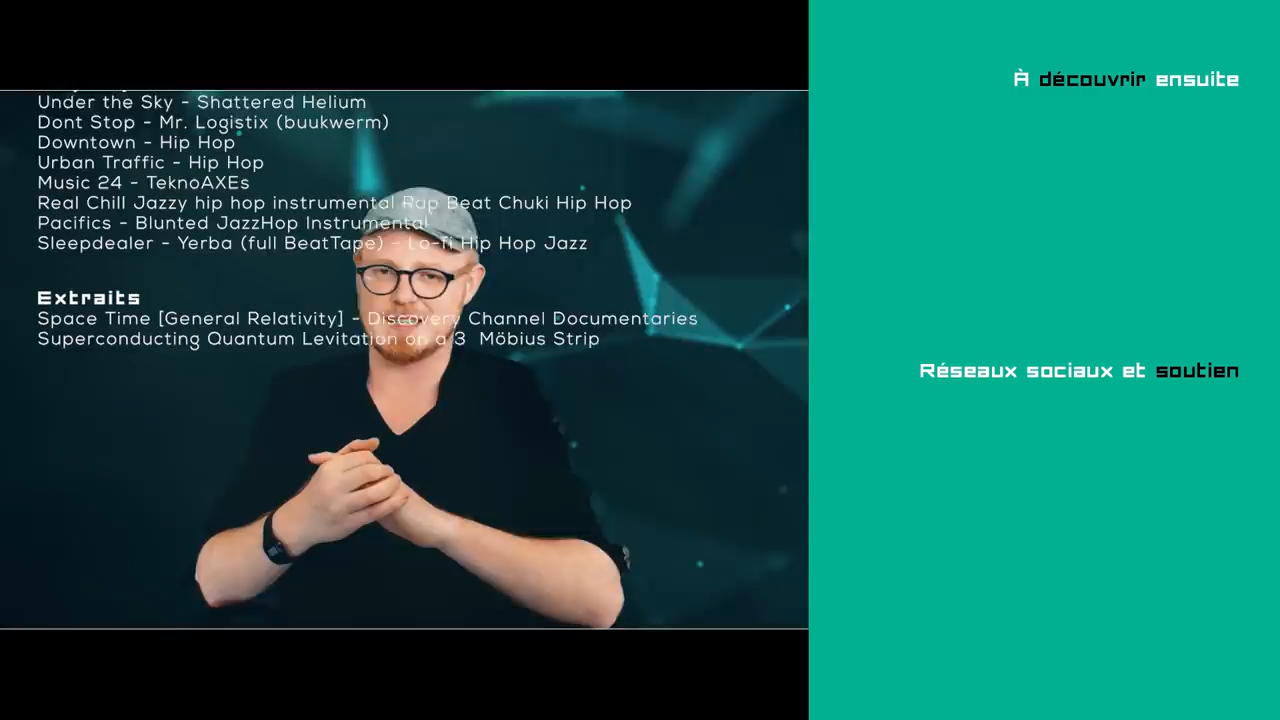 Under the Sky - Shattered Helium
Dont Stop - Mr. Logistix (buukwerm)
Downtown - Hip Hop
Urban Traffic - Hip Hop
Music 24 - TeknoAXEs
Real Chill Jazzy hip hop instrumental Rap Beat Chuki Hip Hop
Pacifics - Blunted JazzHop Instrumental
Sleepdealer - Yerba (full BeatTape) - Lo-fi Hip Hop Jazz
Extraits
Space Time [General Relativity] - Discovery Channel Documentaries
Superconducting Quantum Levitation on a 3 Möbius Strip
À découvrir ensuite
Réseaux sociaux et soutien